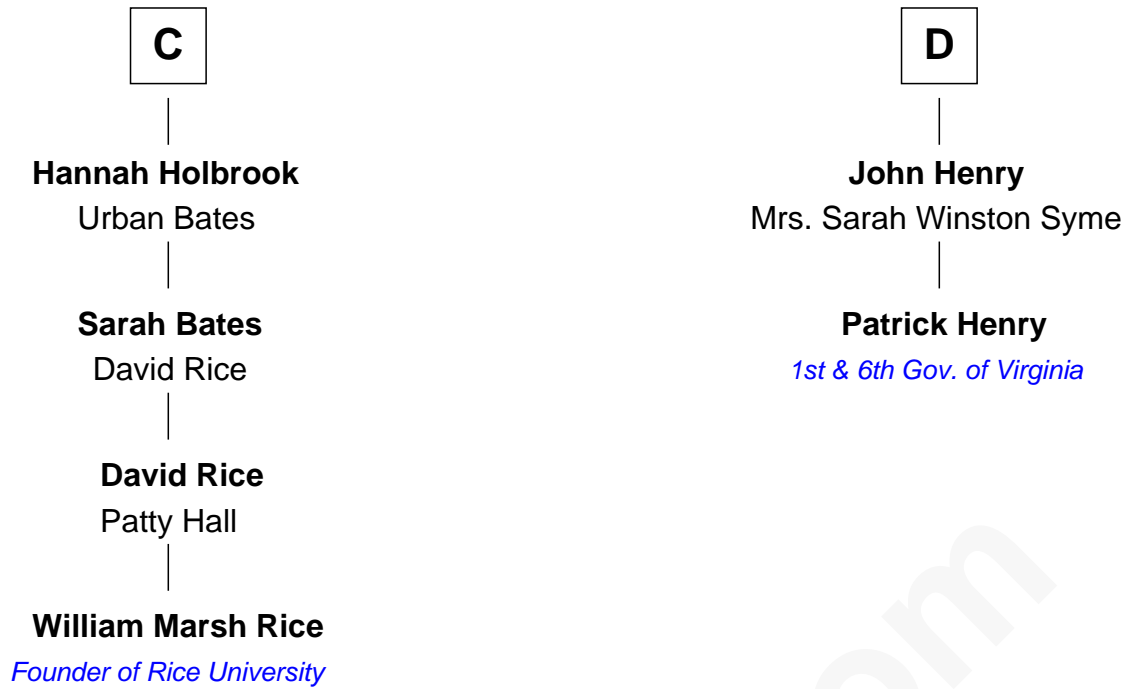 C
Hannah Holbrook
Urban Bates
Sarah Bates
David Rice
David Rice
Patty Hall
William Marsh Rice
Founder of Rice University
D
John Henry
Mrs. Sarah Winston Syme
Patrick Henry
1st & 6th Gov. of Virginia
om